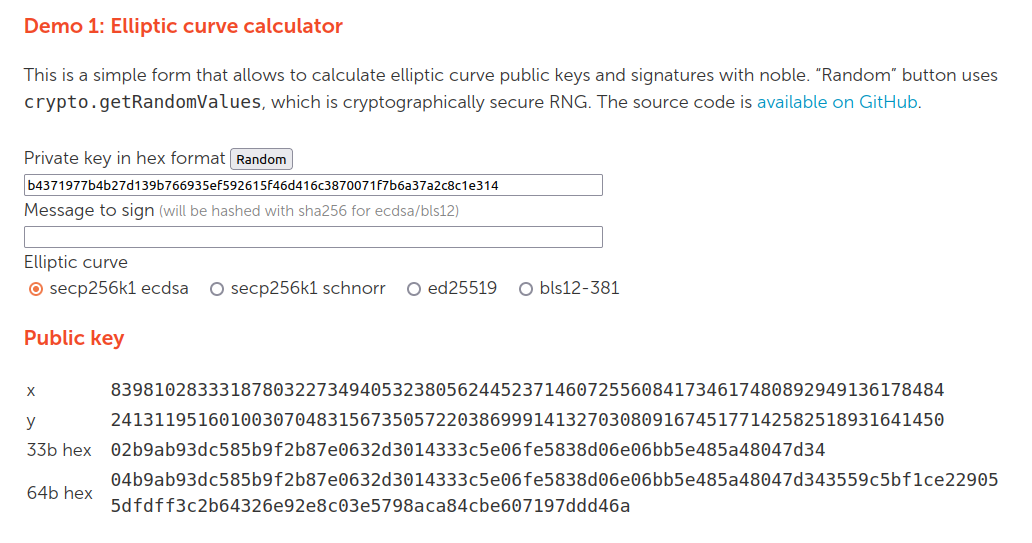 Demo 1: Elliptic curve calculator
This is a simple form that allows to calculate elliptic curve public keys and signatures with noble. “Random” button uses
crypto.getRandomValues, which is cryptographically secure RNG. The source code is available on GitHub.
Private key in hex format Random
b4371977b4b27d139b766935ef592615f46d416c3870071f7b6a37a2c8c1e314
Message to sign (will be hashed with sha256 for ecdsa/bls12)
Elliptic curve
secp256k1 ecdsa secp256k1 schnorr ed25519 bls12-381
Public key
x 83981028333187803227349405323805624452371460725560841734617480892949136178484
y 24131195160100307048315673505722038699914132703080916745177142582518931641450
33b hex 02b9ab93dc585b9f2b87e0632d3014333c5e06fe5838d06e06bb5e485a48047d34
64b hex 04b9ab93dc585b9f2b87e0632d3014333c5e06fe5838d06e06bb5e485a48047d343559c5bf1ce22905
5dfdff3c2b64326e92e8c03e5798aca84cbe607197ddd46a